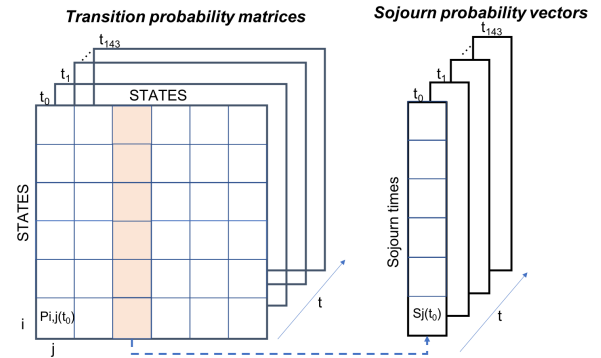 Transition probability matrices
Sojourn probability vectors
t143
t1
t0
STATES
STATES
Pi,j(t0)
i
j
t
t143
t1
t0
Sojourn times
Sj(t0)
t